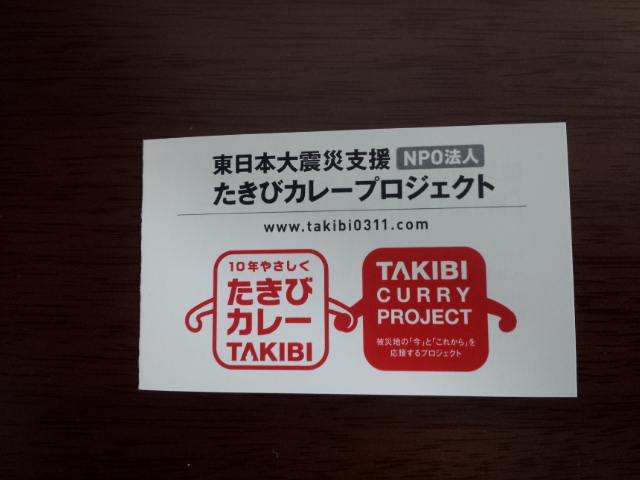 東日本大震災支援 NPO法人
たきびカレープロジェクト
www.takibi0311.com
10年やさしく
たきび
カレー
TAKIBI
TAKIBI
CURRY
PROJECT
被災地の「今」と「これから」を
応援するプロジェクト